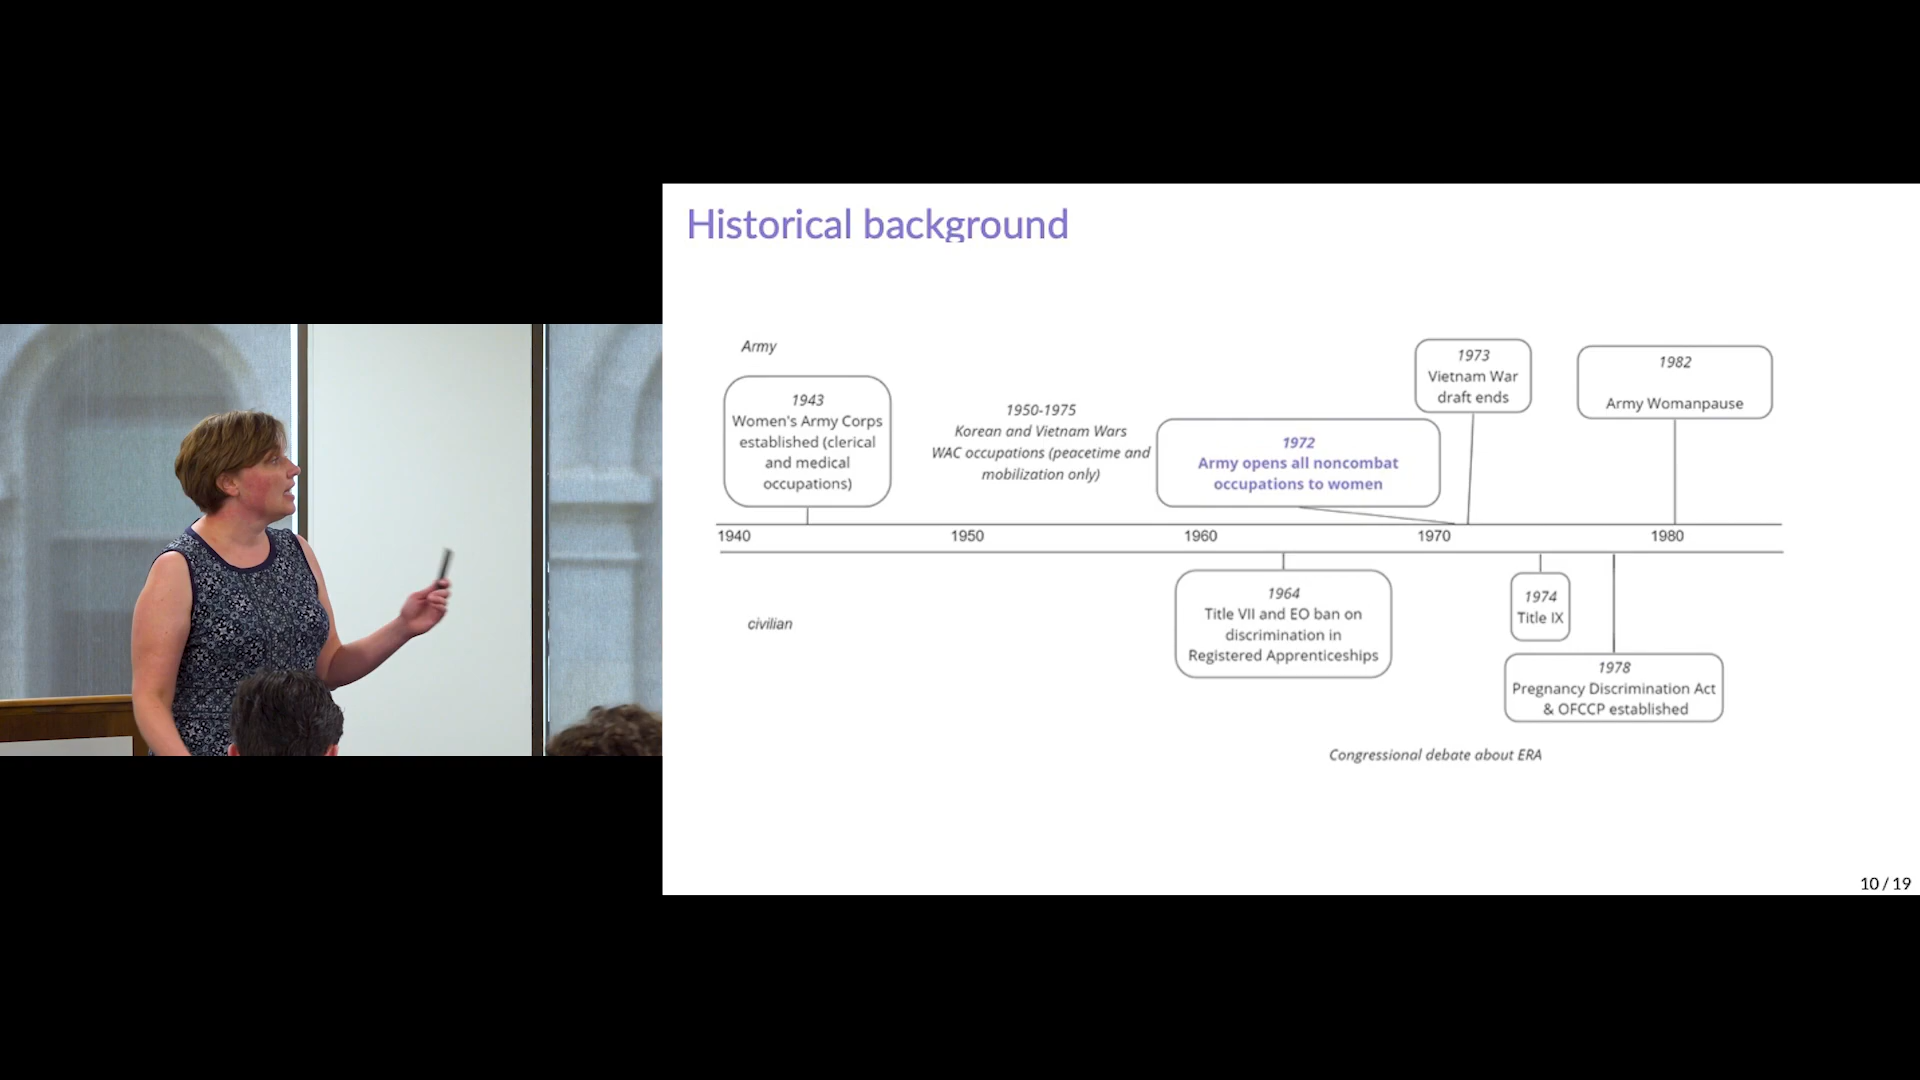 Historical background
Army
1943
Women's Army Corps
established (clerical
and medical
occupations)
1950-1975
Korean and Vietnam Wars
WAC occupations (peacetime and
mobilization only)
1972
Army opens all noncombat
occupations to women
1973
Vietnam War
draft ends
1982
Army Womanpause
1940 1950 1960 1970 1980
civilian
1964
Title VII and EO ban on
discrimination in
Registered Apprenticeships
1974
Title IX
1978
Pregnancy Discrimination Act
& OFCCP established
Congressional debate about ERA
10 / 19